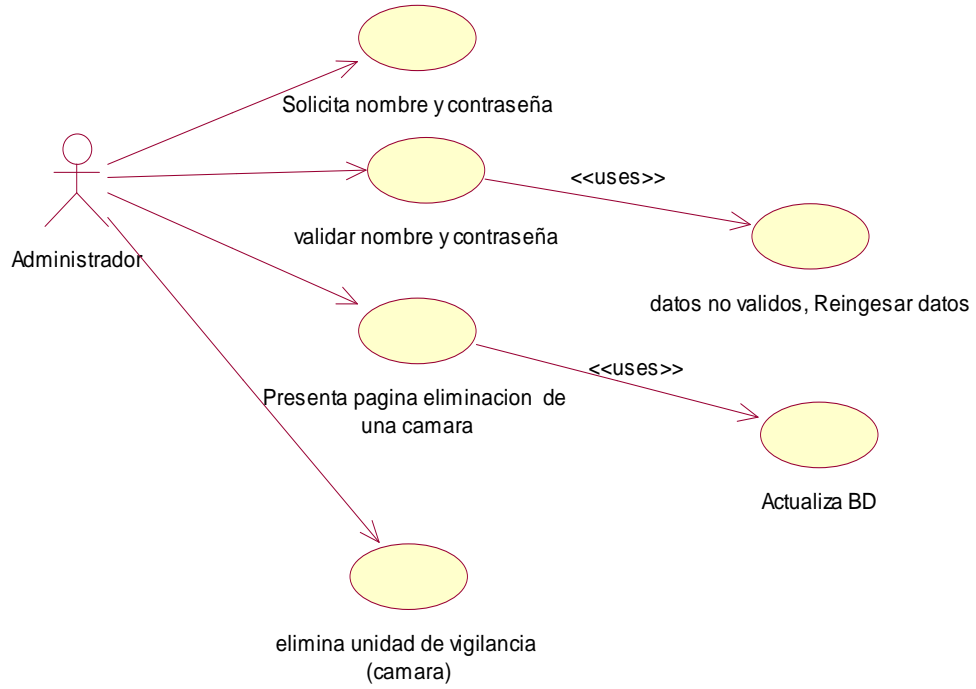 Solicita nombre y contraseña
<<uses>>
validar nombre y contraseña
Administrador
datos no validos, Reingesar datos
<<uses>>
Presenta pagina eliminacion de
una camara
Actualiza BD
elimina unidad de vigilancia
(camara)